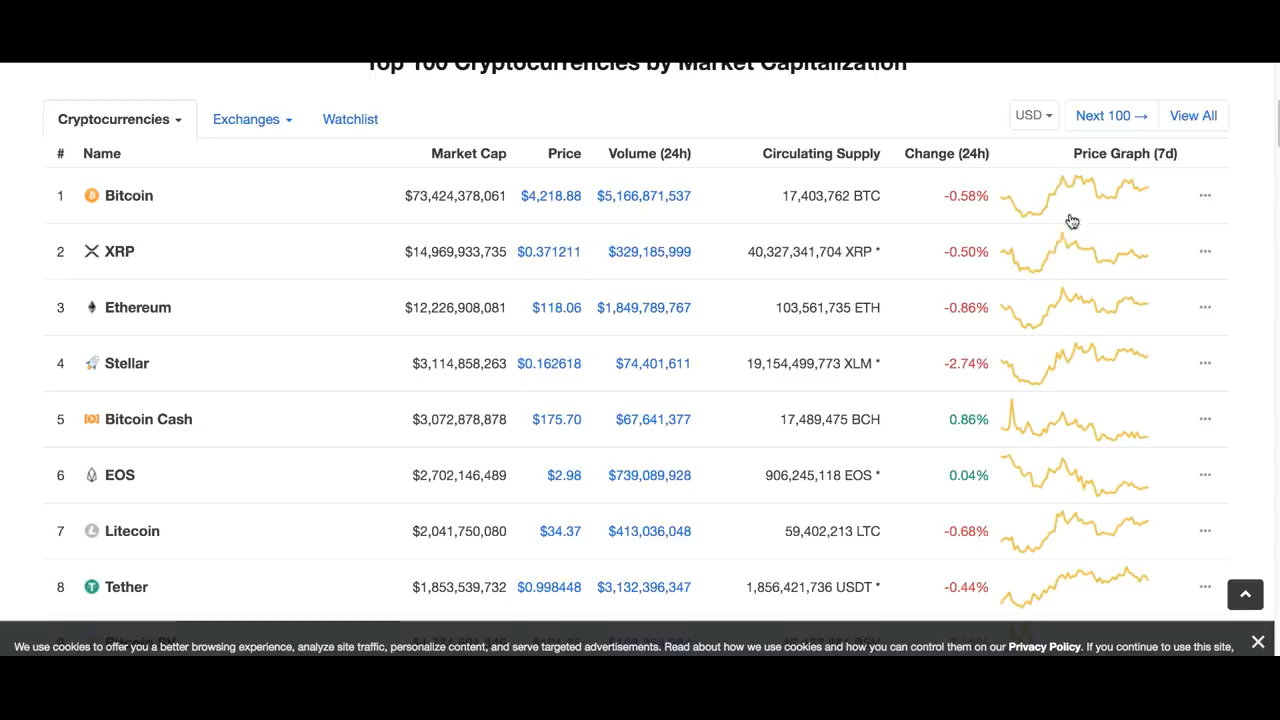 Top 100 Cryptocurrencies by Market Capitalization
Cryptocurrencies Exchanges Watchlist USD Next 100 → View All
# Name Market Cap Price Volume (24h) Circulating Supply Change (24h) Price Graph (7d)
1 Bitcoin $73,424,378,061 $4,218.88 $5,166,871,537 17,403,762 BTC -0.58%
2 XRP $14,969,933,735 $0.371211 $329,185,999 40,327,341,704 XRP * -0.50%
3 Ethereum $12,226,908,081 $118.06 $1,849,789,767 103,561,735 ETH -0.86%
4 Stellar $3,114,858,263 $0.162618 $74,401,611 19,154,499,773 XLM * -2.74%
5 Bitcoin Cash $3,072,878,878 $175.70 $67,641,377 17,489,475 BCH 0.86%
6 EOS $2,702,146,489 $2.98 $739,089,928 906,245,118 EOS * 0.04%
7 Litecoin $2,041,750,080 $34.37 $413,036,048 59,402,213 LTC -0.68%
8 Tether $1,853,539,732 $0.998448 $3,132,396,347 1,856,421,736 USDT * -0.44%
9 Bitcoin SV
We use cookies to offer you a better browsing experience, analyze site traffic, personalize content, and serve targeted advertisements. Read about how we use cookies and how you can control them on our Privacy Policy. If you continue to use this site,